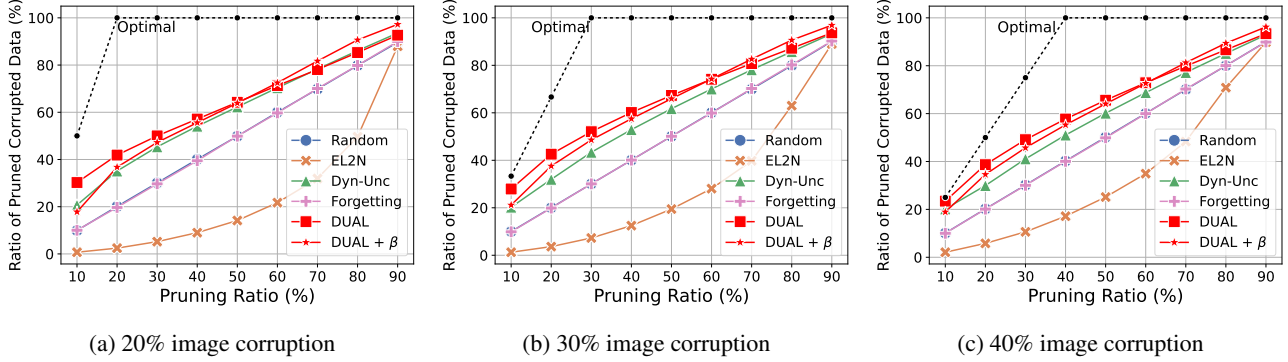 Ratio of Pruned Corrupted Data (%)
100
80
60
40
20
0
Optimal
Random
EL2N
Dyn-Unc
Forgetting
DUAL
DUAL + β
10 20 30 40 50 60 70 80 90
Pruning Ratio (%)
(a) 20% image corruption
Ratio of Pruned Corrupted Data (%)
100
80
60
40
20
0
Optimal
Random
EL2N
Dyn-Unc
Forgetting
DUAL
DUAL + β
10 20 30 40 50 60 70 80 90
Pruning Ratio (%)
(b) 30% image corruption
Ratio of Pruned Corrupted Data (%)
100
80
60
40
20
0
Optimal
Random
EL2N
Dyn-Unc
Forgetting
DUAL
DUAL + β
10 20 30 40 50 60 70 80 90
Pruning Ratio (%)
(c) 40% image corruption